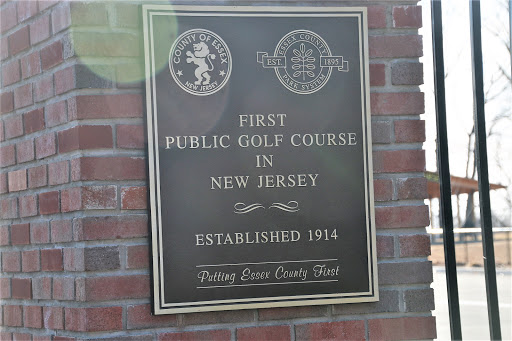 COUNTY OF ESSEX
NEW JERSEY
ESSEX COUNTY
EST. 1895
PARK SYSTEM
FIRST
PUBLIC GOLF COURSE
IN
NEW JERSEY
ESTABLISHED 1914
Putting Essex County First